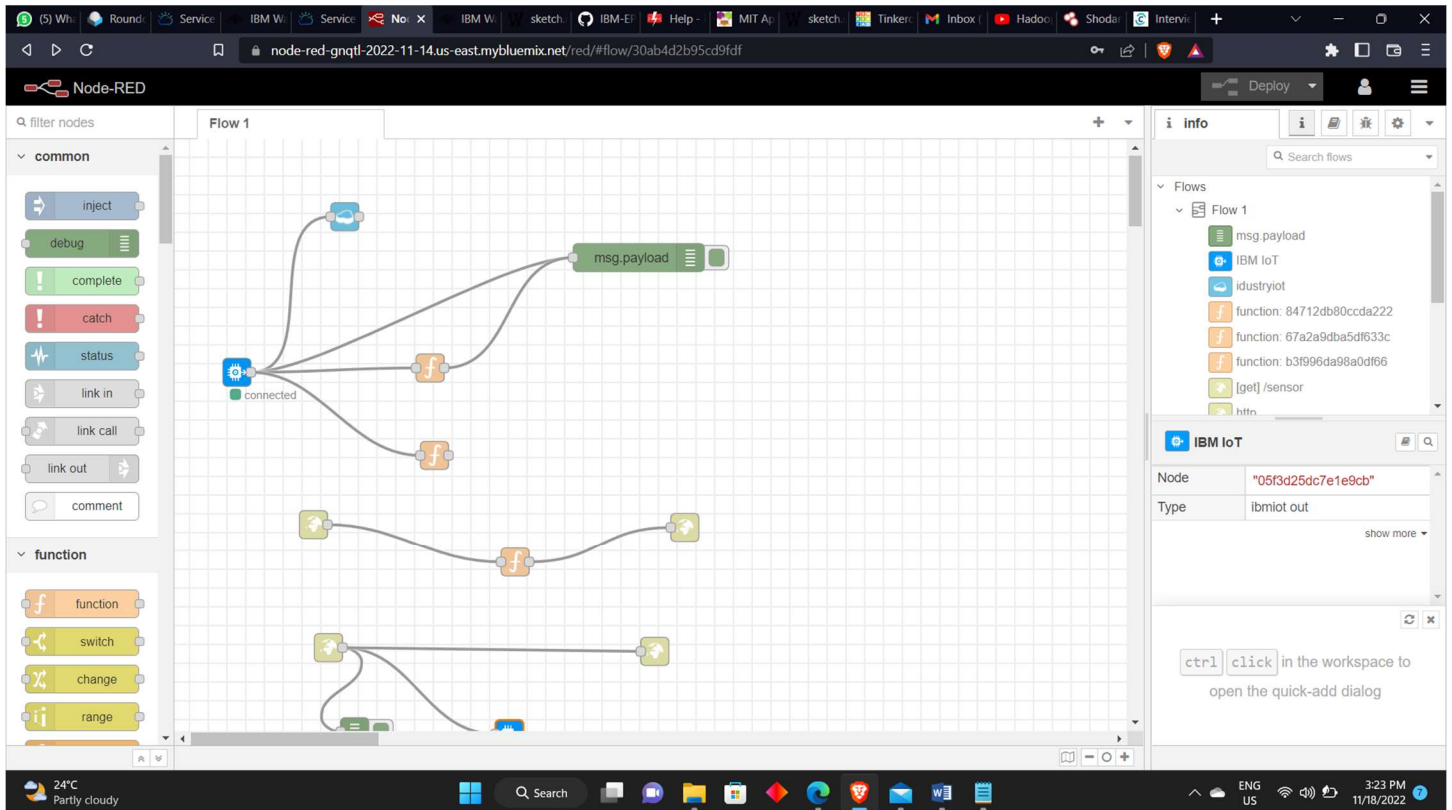 (5) Wha Rounde Service IBM Wa Service Noc IBM Wa sketch. IBM-EP Help - MIT Ap sketch. Tinkerc Inbox ( Hadoo Shodar Intervie
node-red-gnqtl-2022-11-14.us-east.mybluemix.net/red/#flow/30ab4d2b95cd9fdf
Node-RED Deploy
filter nodes Flow 1 i info
common
Search flows
inject
debug
complete
catch
status
link in
link call
link out
comment
function
function
switch
change
range
msg.payload
connected
Flows
Flow 1
msg.payload
IBM IoT
idustryiot
function: 84712db80ccda222
function: 67a2a9dba5df633c
function: b3f996da98a0df66
[get] /sensor
http
IBM IoT
Node "05f3d25dc7e1e9cb"
Type ibmiot out
show more
ctrl click in the workspace to
open the quick-add dialog
24°C
Partly cloudy
Search
ENG
US
3:23 PM
11/18/2022
7